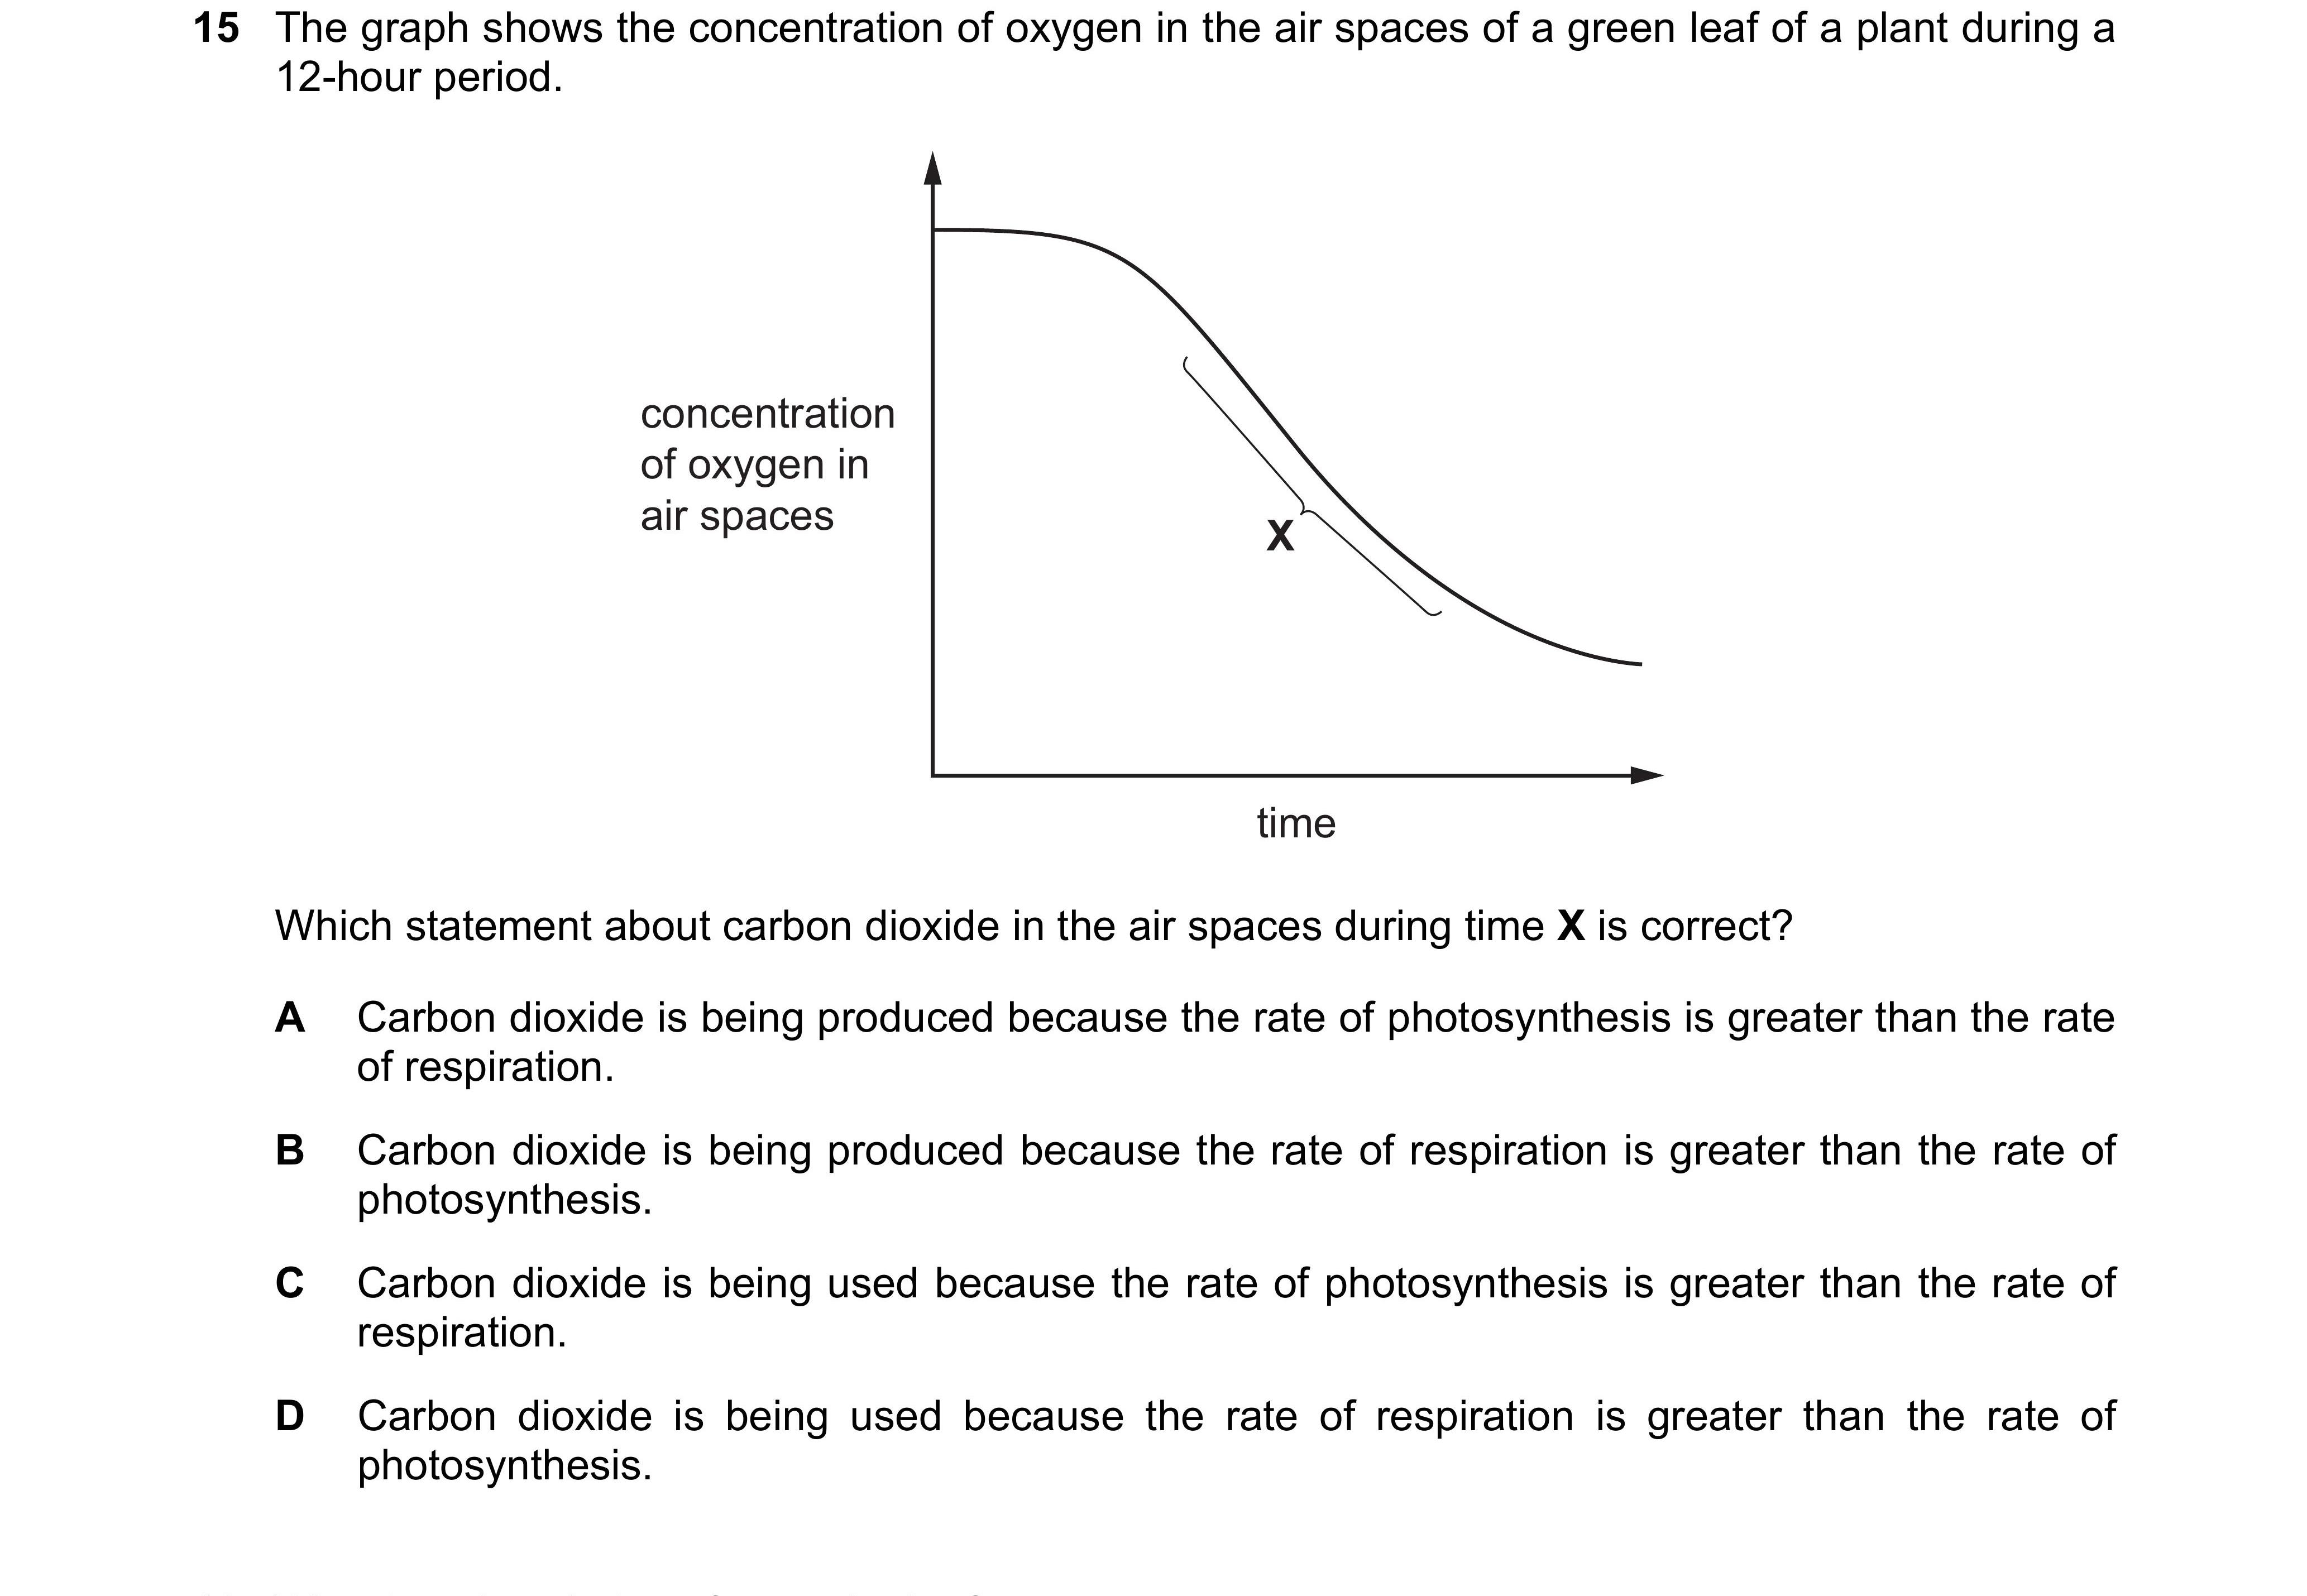 15 The graph shows the concentration of oxygen in the air spaces of a green leaf of a plant during a
12-hour period.
concentration
of oxygen in
air spaces
X
time
Which statement about carbon dioxide in the air spaces during time X is correct?
A Carbon dioxide is being produced because the rate of photosynthesis is greater than the rate
of respiration.
B Carbon dioxide is being produced because the rate of respiration is greater than the rate of
photosynthesis.
C Carbon dioxide is being used because the rate of photosynthesis is greater than the rate of
respiration.
D Carbon dioxide is being used because the rate of respiration is greater than the rate of
photosynthesis.